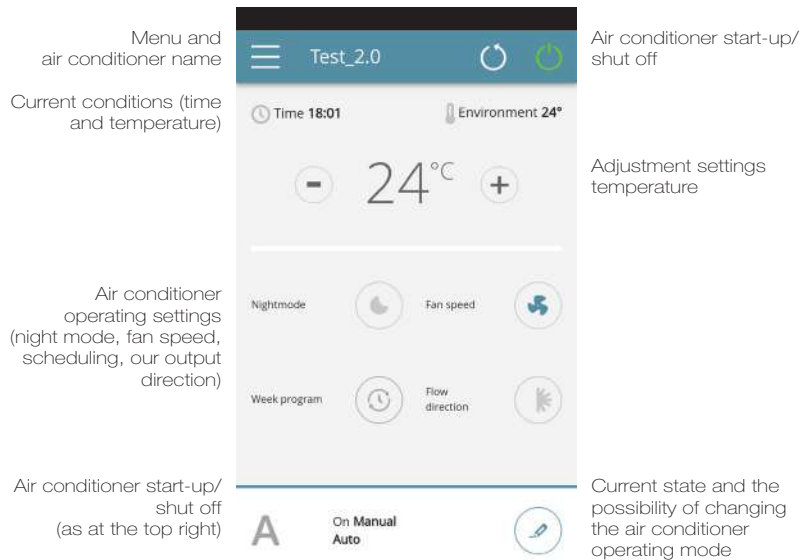 Menu and
air conditioner name
Test_2.0
Air conditioner start-up/
shut off
Current conditions (time
and temperature)
Time 18:01
Environment 24°
24°C
Adjustment settings
temperature
Air conditioner
operating settings
(night mode, fan speed,
scheduling, our output
direction)
Nightmode
Fan speed
Week program
Flow
direction
Air conditioner start-up/
shut off
(as at the top right)
A
On Manual
Auto
Current state and the
possibility of changing
the air conditioner
operating mode